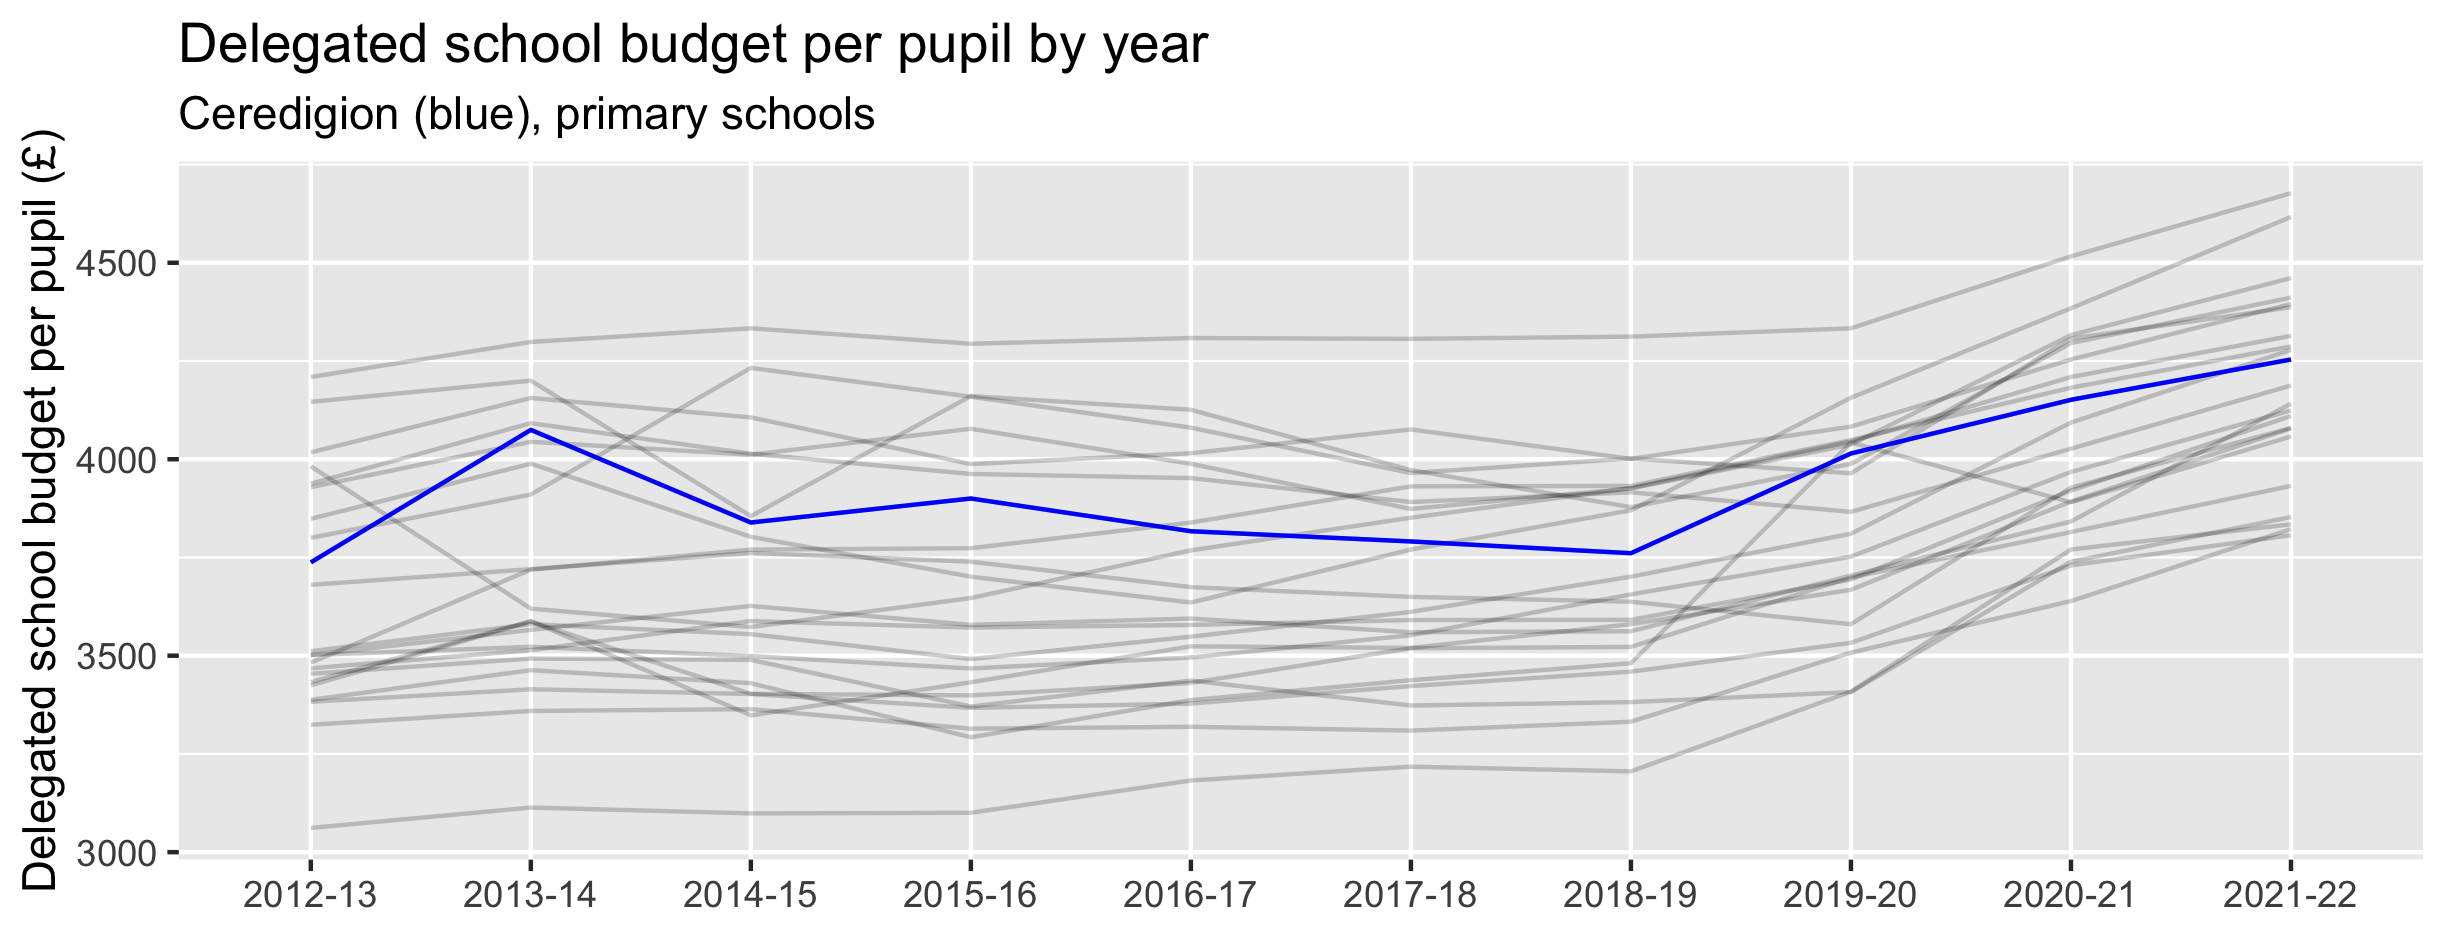 Delegated school budget per pupil by year
Ceredigion (blue), primary schools
Delegated school budget per pupil (£)
4500
4000
3500
3000
2012-13 2013-14 2014-15 2015-16 2016-17 2017-18 2018-19 2019-20 2020-21 2021-22